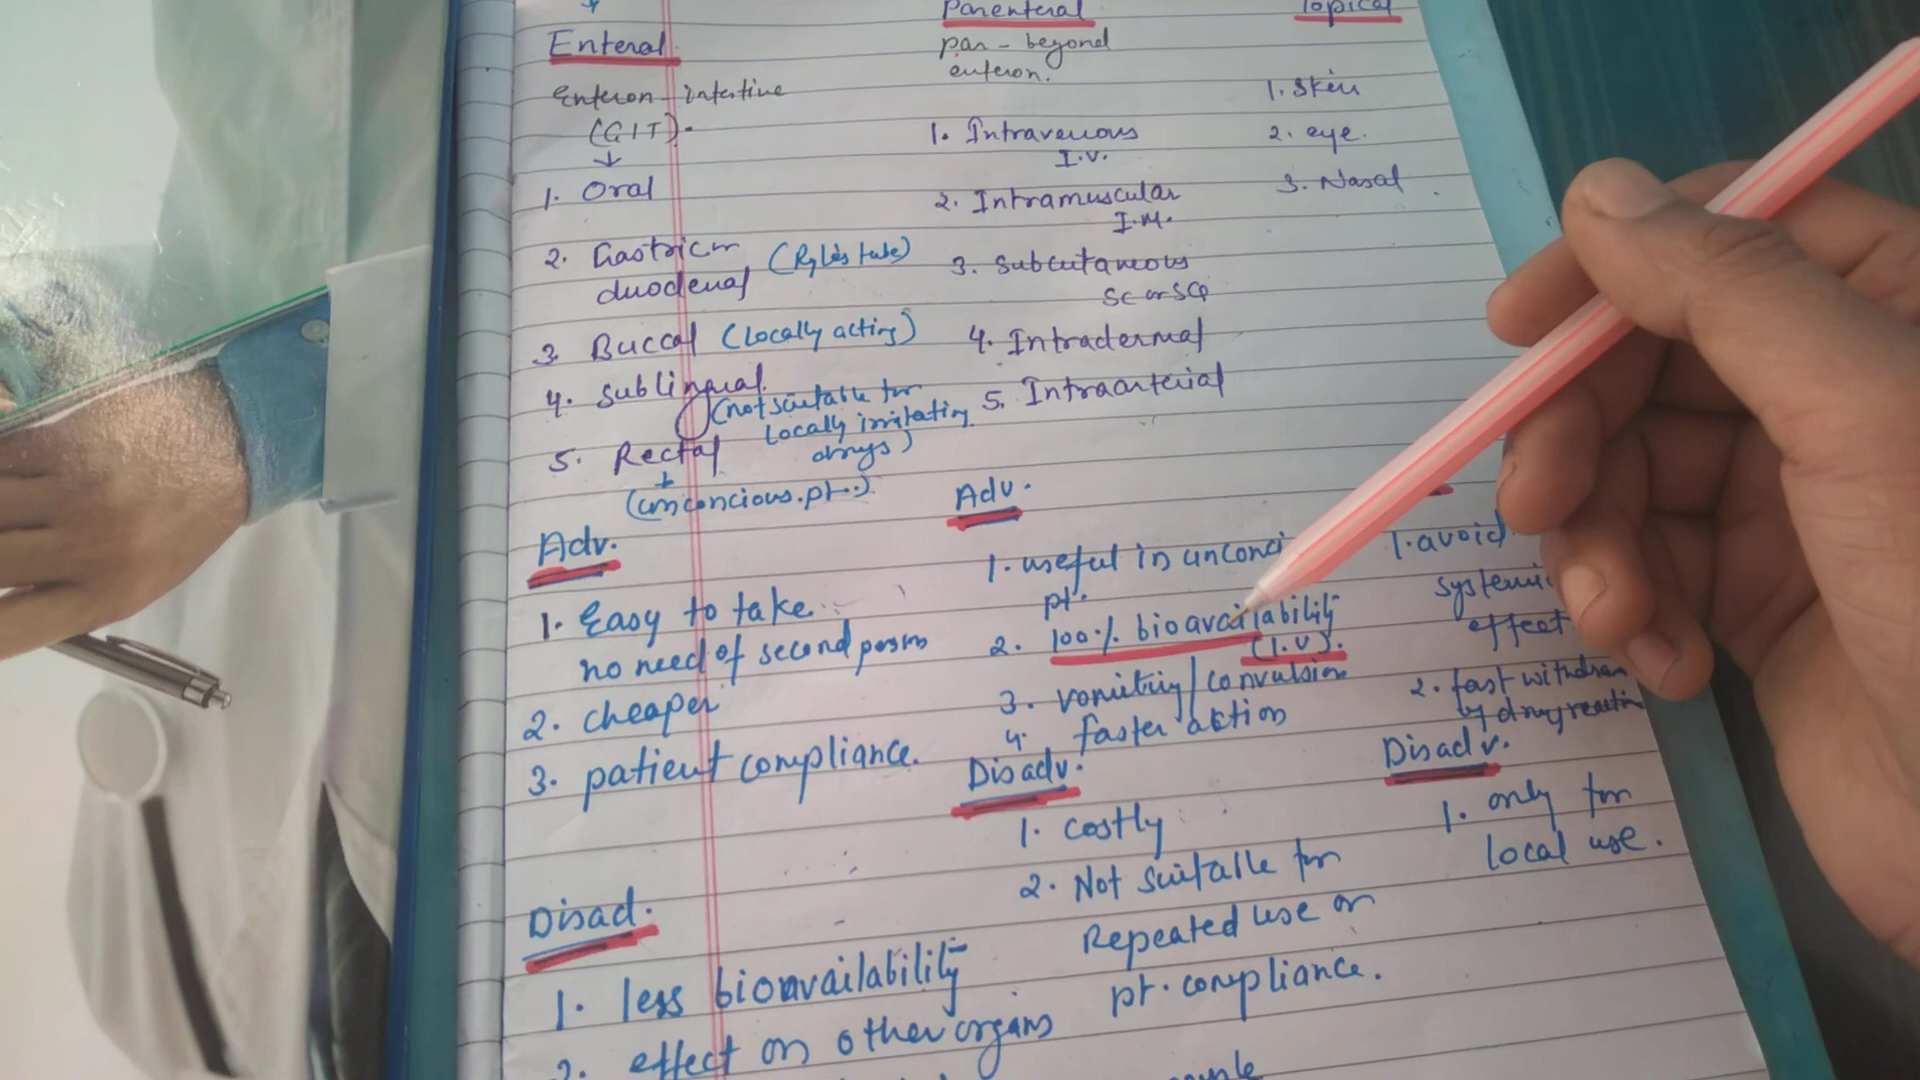 Enteral
Enteron - intestine
(GIT).
1. Oral
2. Gastric or
duodenal (Ryles tube)
3. Buccal (locally acting)
4. Sublingual
(not suitable for
locally irritating
drugs)
5. Rectal
(unconcious.pt.)
Adv.
1. Easy to take
no need of second person
2. cheaper
3. patient compliance.
Disad.
1. less bioavailability
2. effect on other organs
Parenteral
par - beyond
enteron.
1. Intravenous
I.V.
2. Intramuscular
I.M.
3. subcutaneous
SC or SQ
4. Intradermal
5. Intraarterial
Adv.
1. useful in unconci
pt.
2. 100% bioavailability
(I.V).
3. vomiting/convulsion
4. faster action
Disadv.
1. costly
2. Not suitable for
Repeated use or
pt. compliance.
Topical
1. Skin
2. eye.
3. Nasal
1. avoid
systemic
effect
2. fast withdrawn
Disadv.
1. only for
local use.